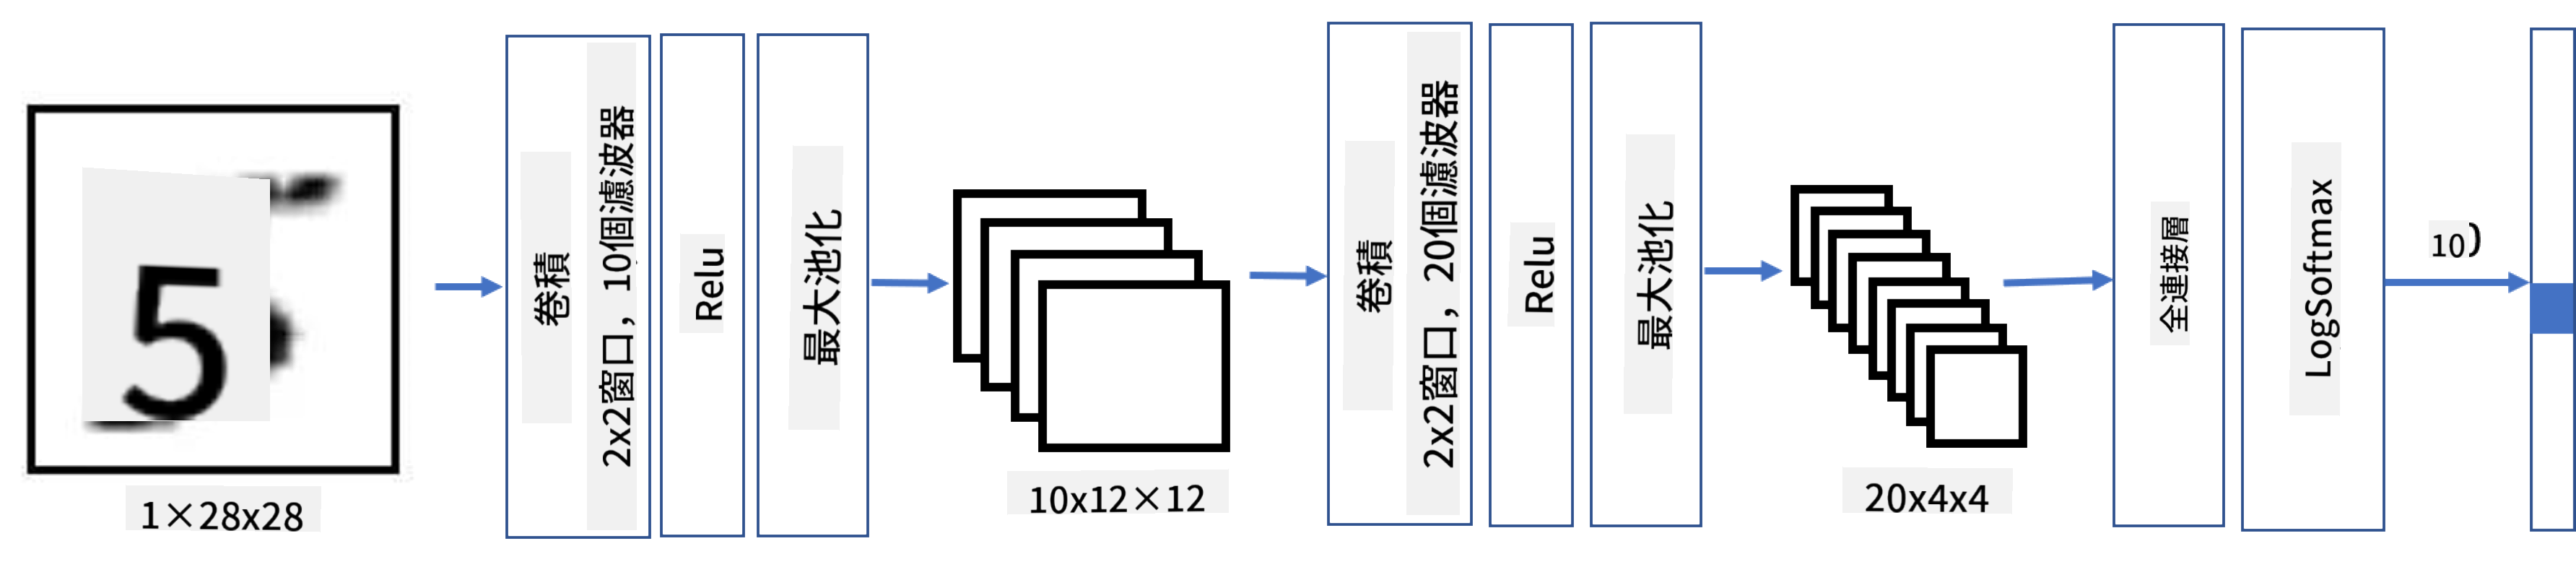 5
1×28x28
卷積
2x2窗口，10個濾波器
Relu
最大池化
10x12×12
卷積
2x2窗口，20個濾波器
Relu
最大池化
20x4x4
全連接層
LogSoftmax
10)